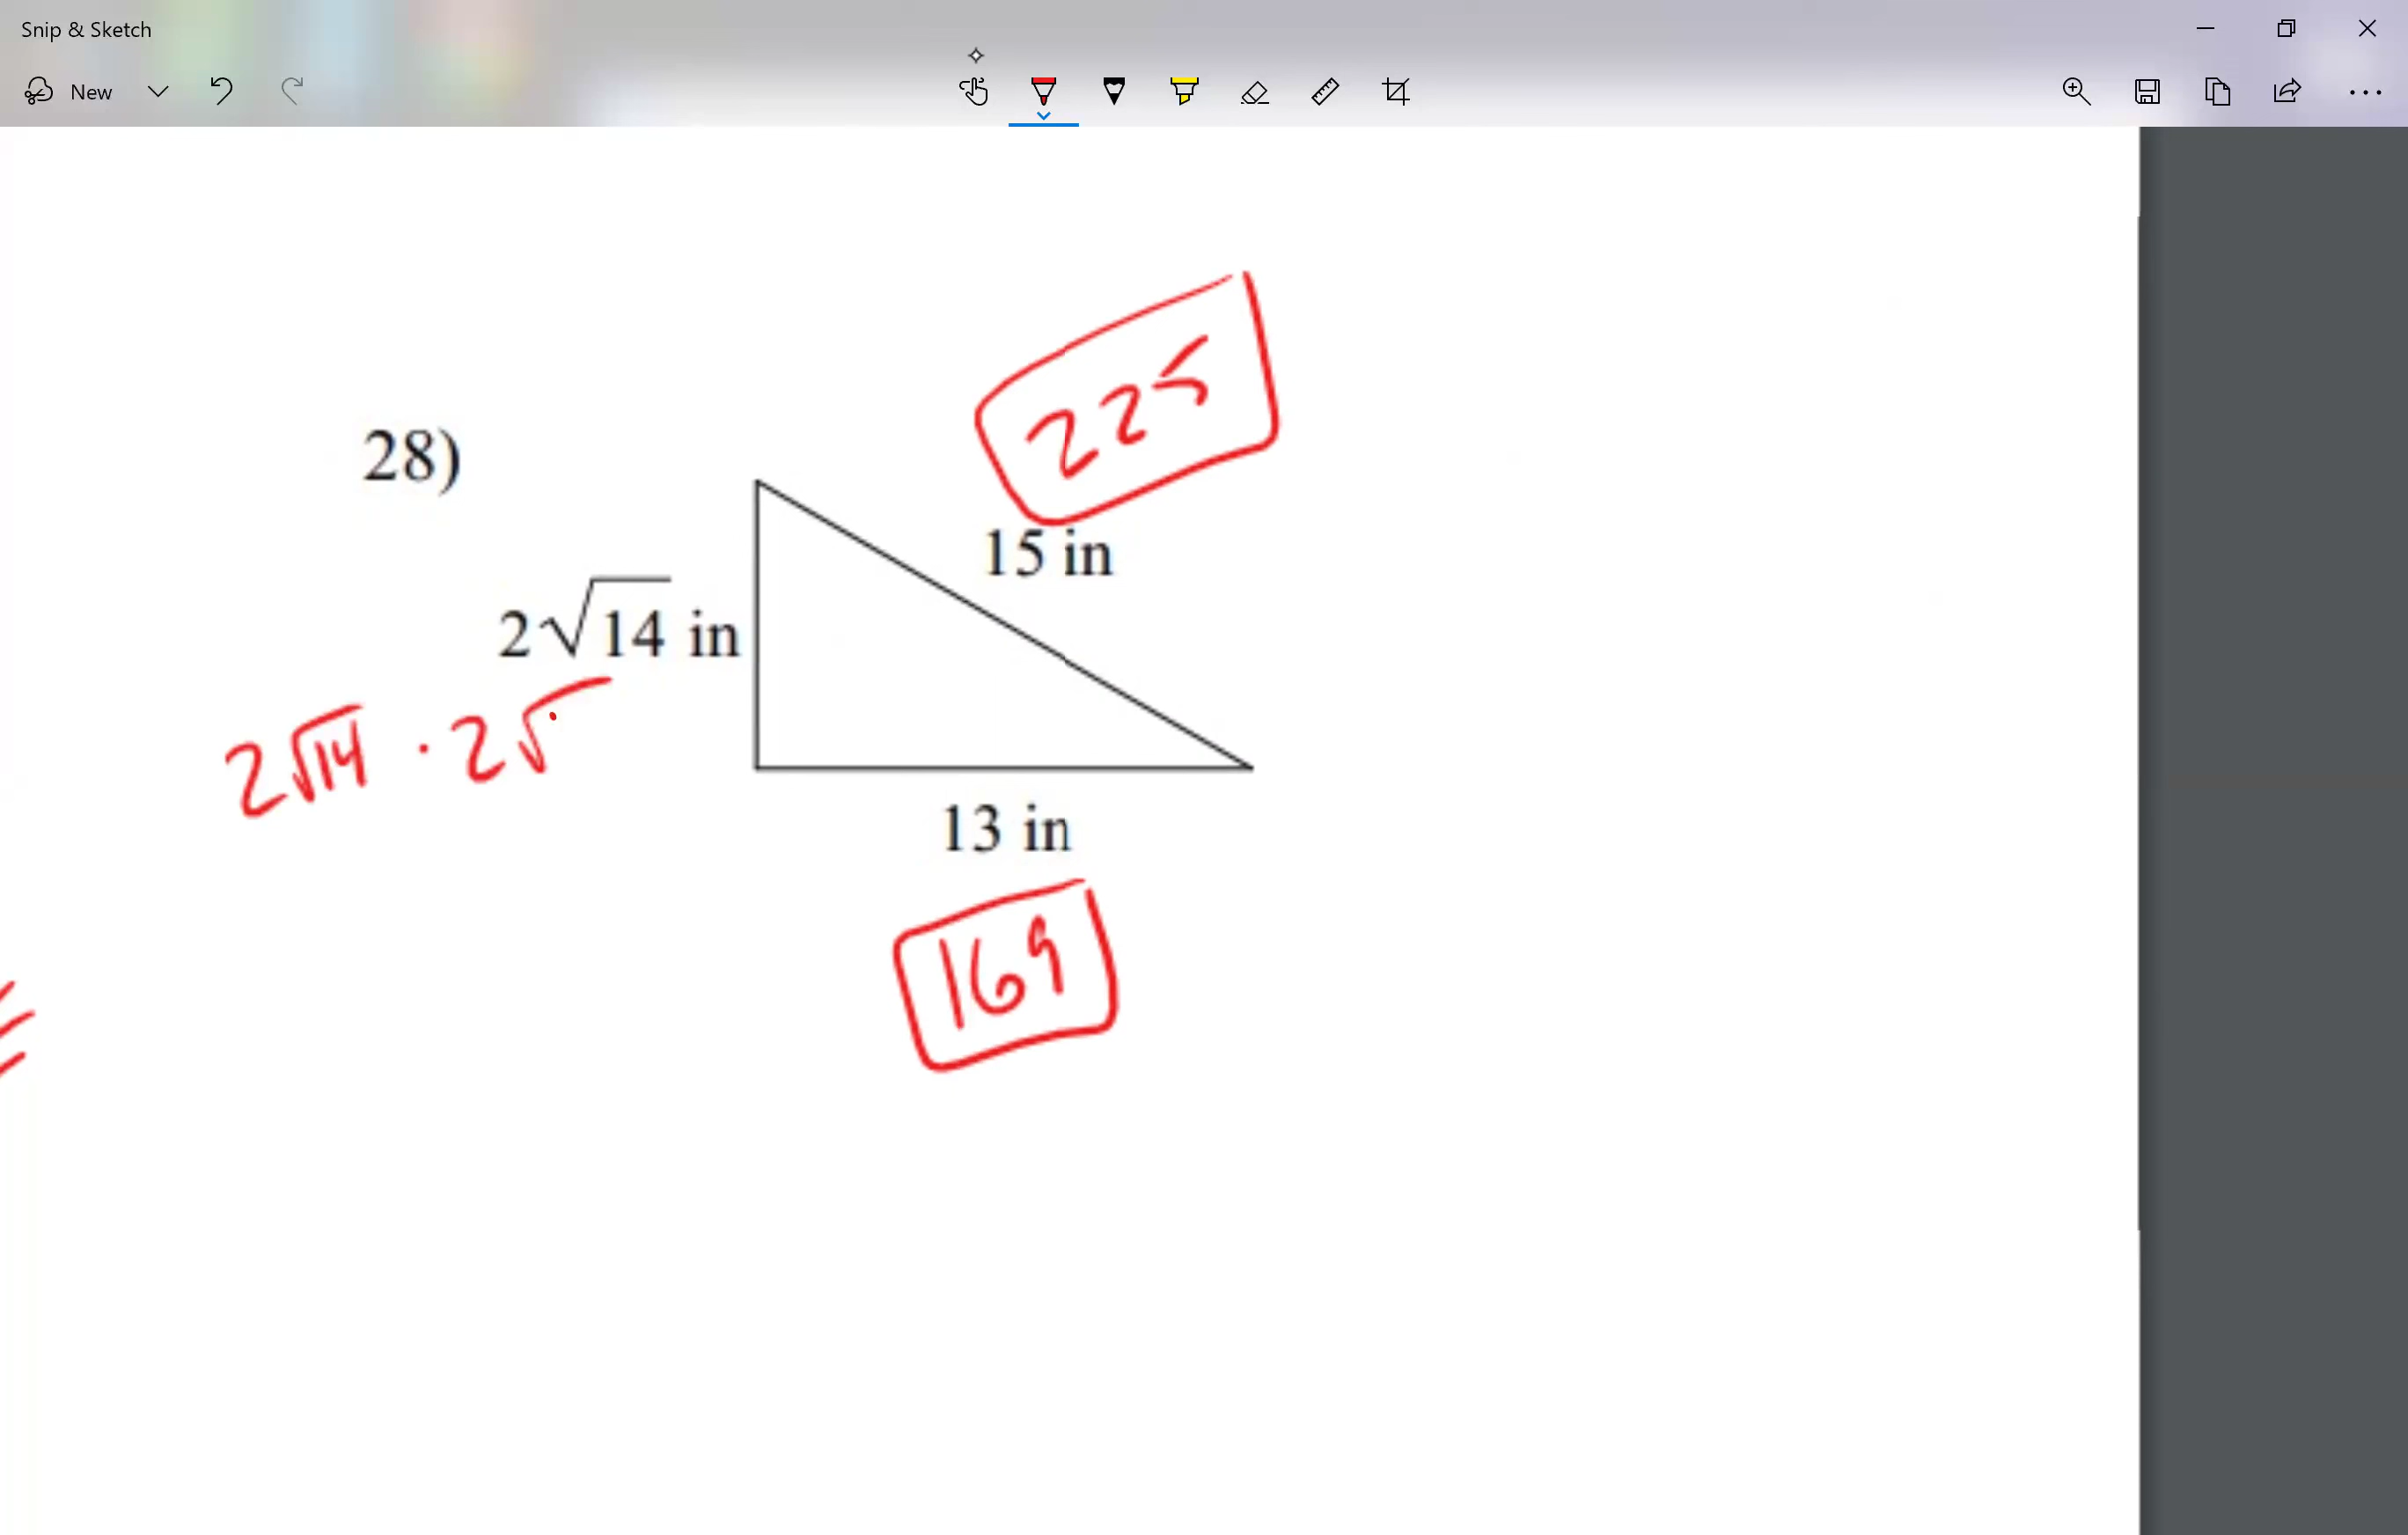 Snip & Sketch
New
225
28)
15 in
2√14 in
2√14 · 2√
13 in
169
=